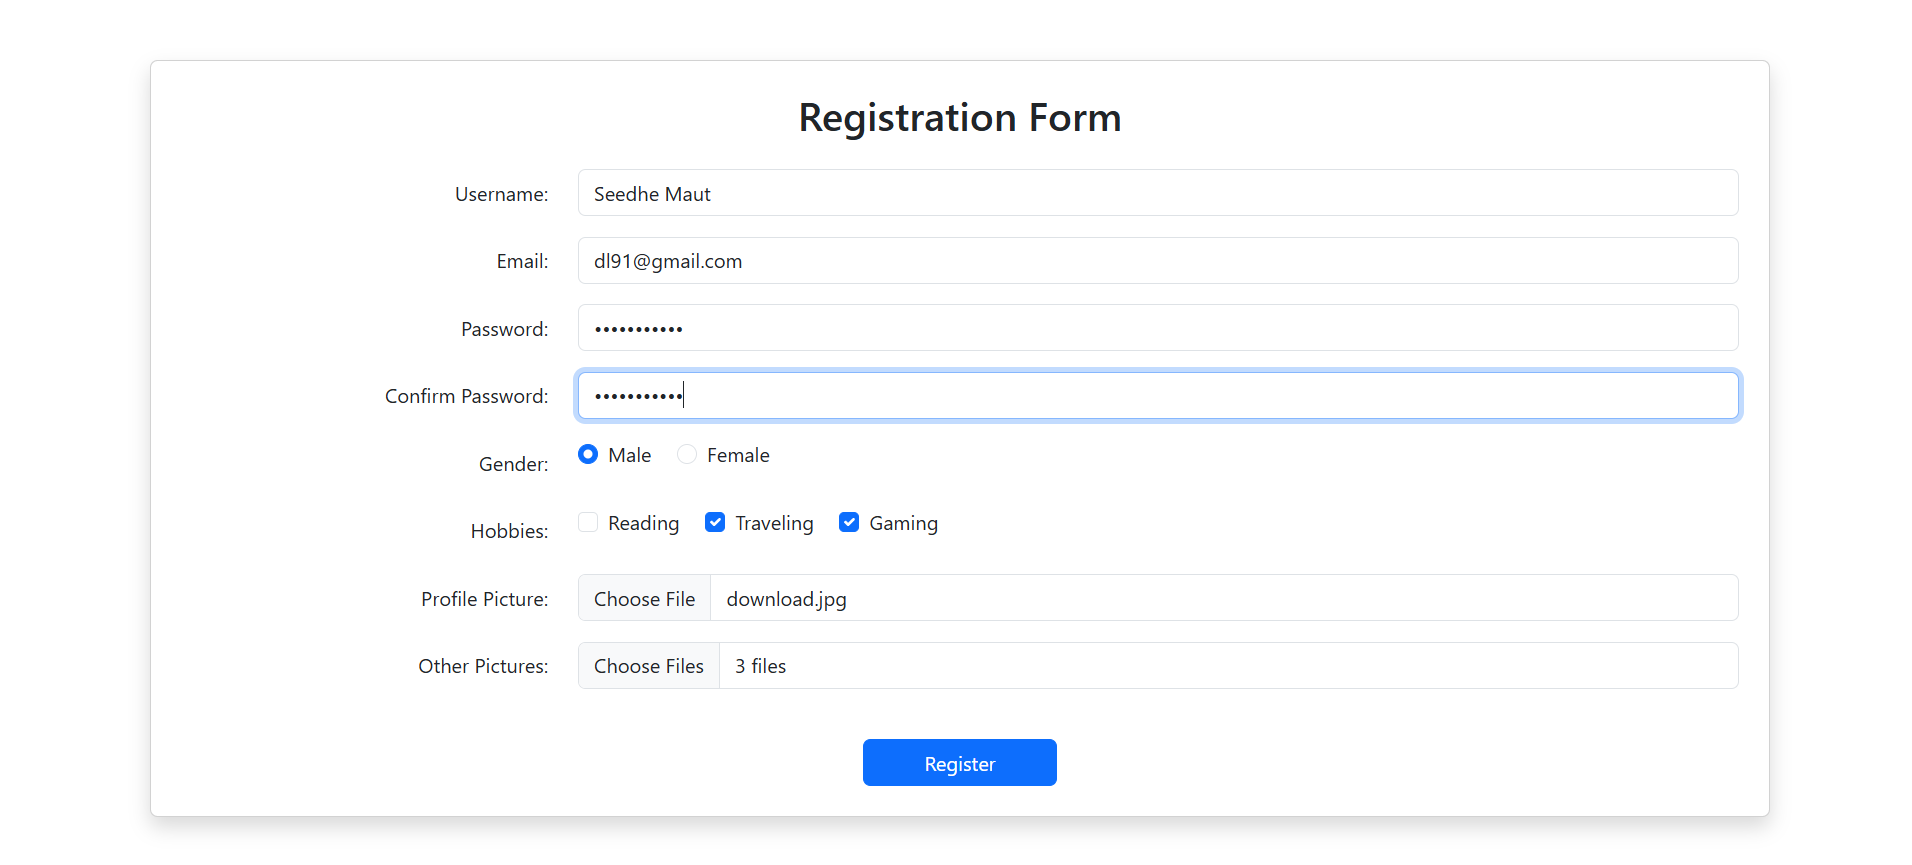 Registration Form
Username: Seedhe Maut
Email: dl91@gmail.com
Password: •••••••••••
Confirm Password: •••••••••••
Gender: Male Female
Hobbies: Reading Traveling Gaming
Profile Picture: Choose File download.jpg
Other Pictures: Choose Files 3 files
Register